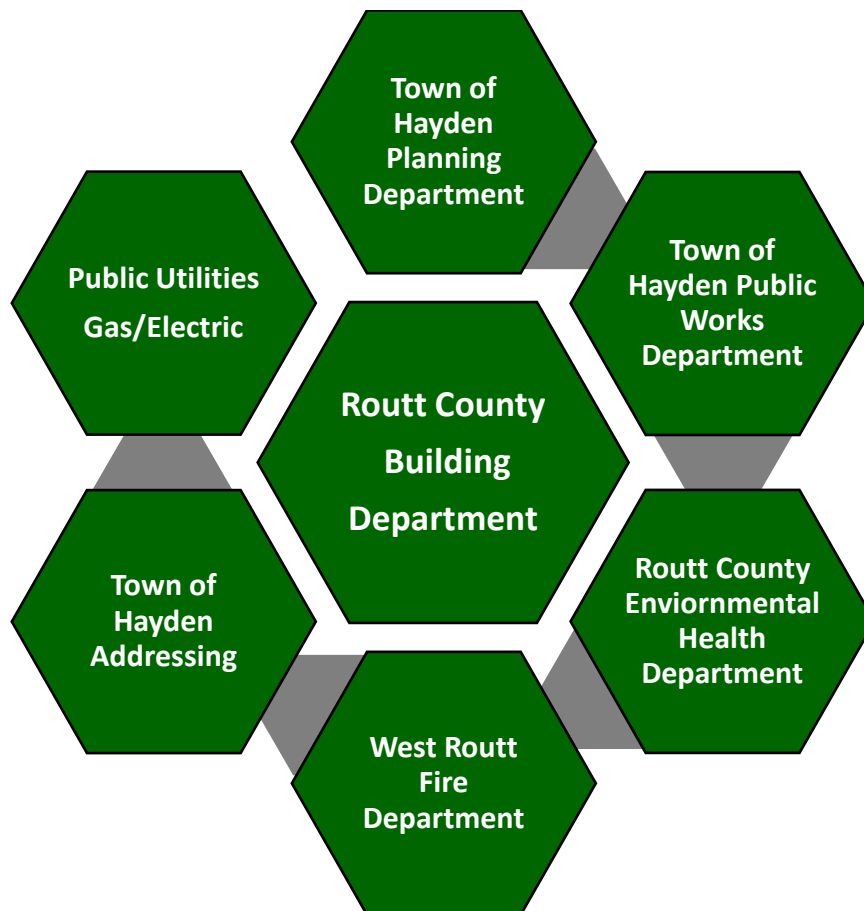 Town of
Hayden
Planning
Department
Public Utilities
Gas/Electric
Town of
Hayden Public
Works
Department
Routt County
Building
Department
Town of
Hayden
Addressing
Routt County
Enviornmental
Health
Department
West Routt
Fire
Department